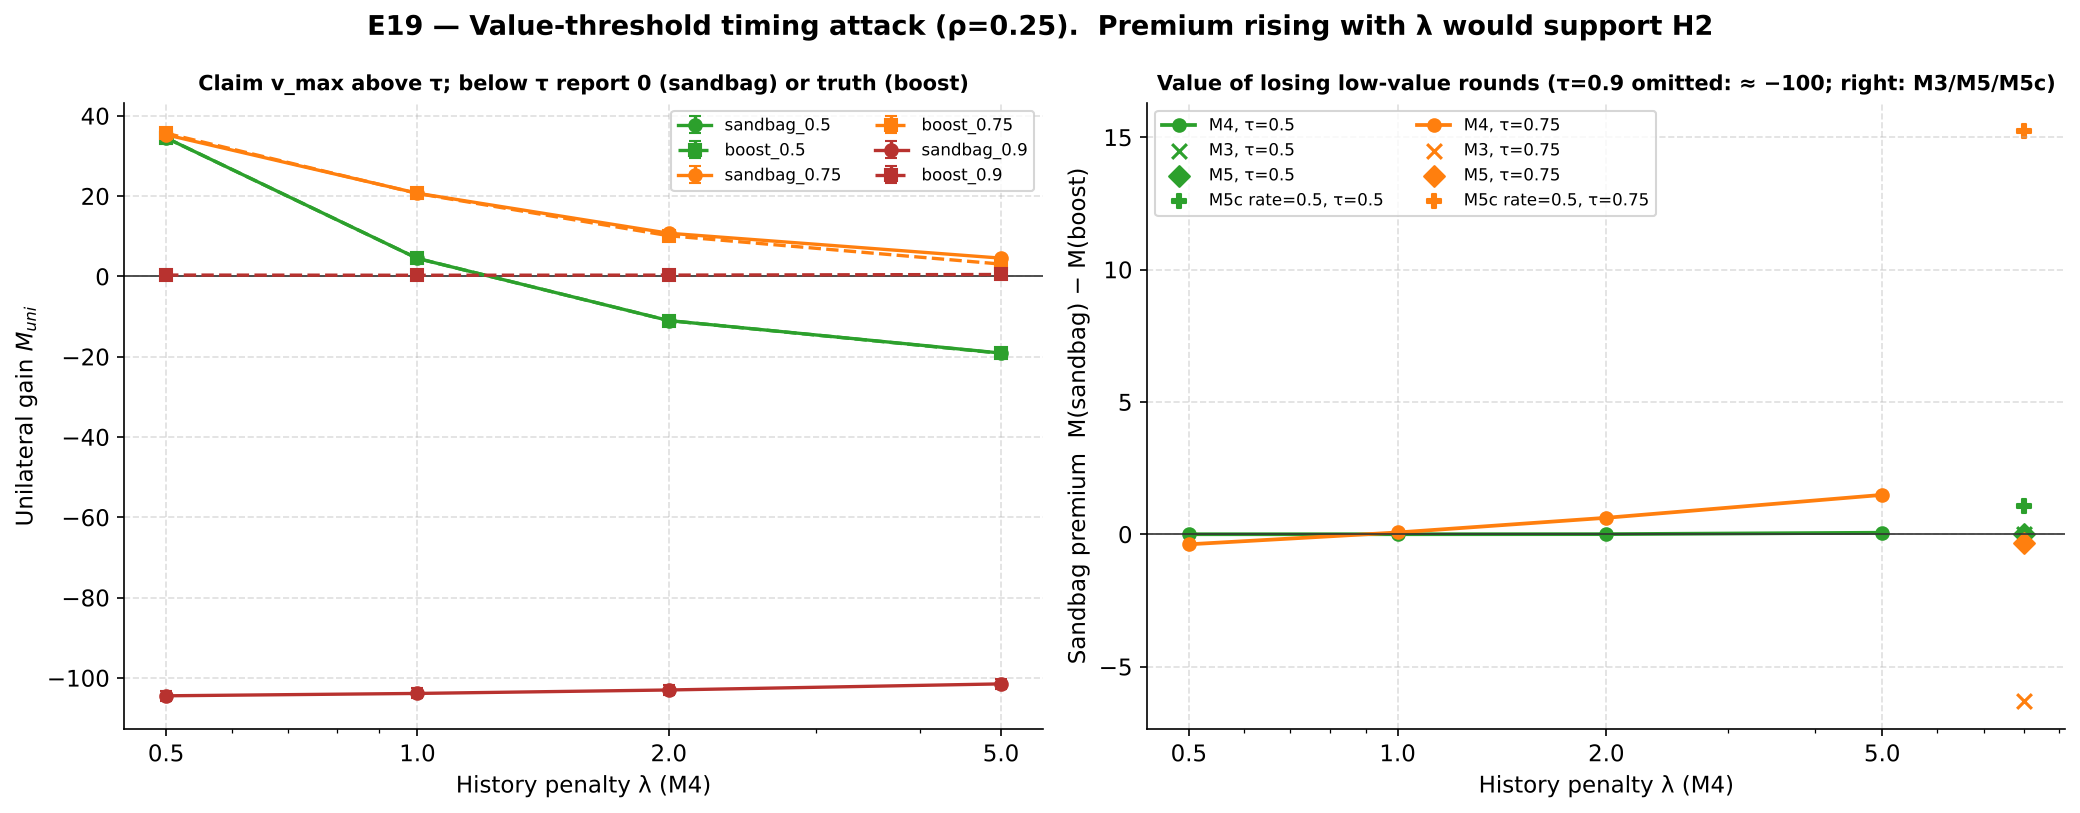 E19 — Value-threshold timing attack (ρ=0.25).  Premium rising with λ would support H2
Claim v_max above τ; below τ report 0 (sandbag) or truth (boost)
Unilateral gain M_uni
40
20
0
−20
−40
−60
−80
−100
sandbag_0.5
boost_0.5
sandbag_0.75
boost_0.75
sandbag_0.9
boost_0.9
0.5
1.0
2.0
5.0
History penalty λ (M4)
Value of losing low-value rounds (τ=0.9 omitted: ≈ −100; right: M3/M5/M5c)
Sandbag premium  M(sandbag) − M(boost)
15
10
5
0
−5
M4, τ=0.5
M3, τ=0.5
M5, τ=0.5
M5c rate=0.5, τ=0.5
M4, τ=0.75
M3, τ=0.75
M5, τ=0.75
M5c rate=0.5, τ=0.75
0.5
1.0
2.0
5.0
History penalty λ (M4)